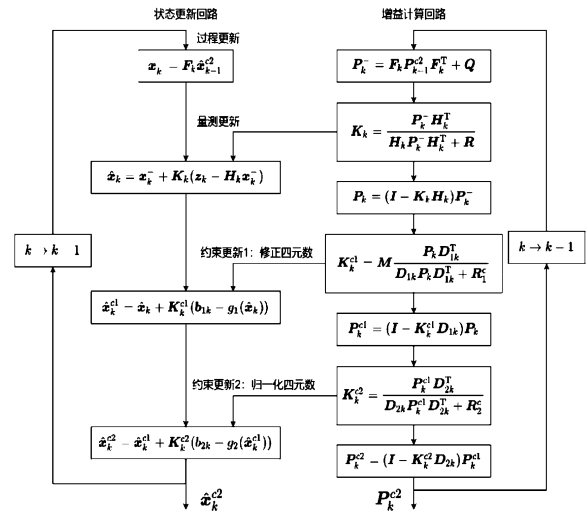 状态更新回路
增益计算回路
过程更新
x_k = F_k x̂_{k-1}^{c2}
P_k^- = F_k P_{k-1}^{c2} F_k^T + Q
量测更新
K_k = P_k^- H_k^T / (H_k P_k^- H_k^T + R)
x̂_k = x_k^- + K_k(z_k − H_k x_k^-)
P_k = (I − K_k H_k)P_k^-
k → k − 1
k → k − 1
约束更新1：修正四元数
K_k^{c1} = M P_k D_{1k}^T / (D_{1k} P_k D_{1k}^T + R_1^c)
x̂_k^{c1} = x̂_k + K_k^{c1}(b_{1k} − g_1(x̂_k))
P_k^{c1} = (I − K_k^{c1} D_{1k})P_k
约束更新2：归一化四元数
K_k^{c2} = P_k^{c1} D_{2k}^T / (D_{2k} P_k^{c1} D_{2k}^T + R_2^c)
x̂_k^{c2} = x̂_k^{c1} + K_k^{c2}(b_{2k} − g_2(x̂_k^{c1}))
P_k^{c2} = (I − K_k^{c2} D_{2k})P_k^{c1}
x̂_k^{c2}
P_k^{c2}